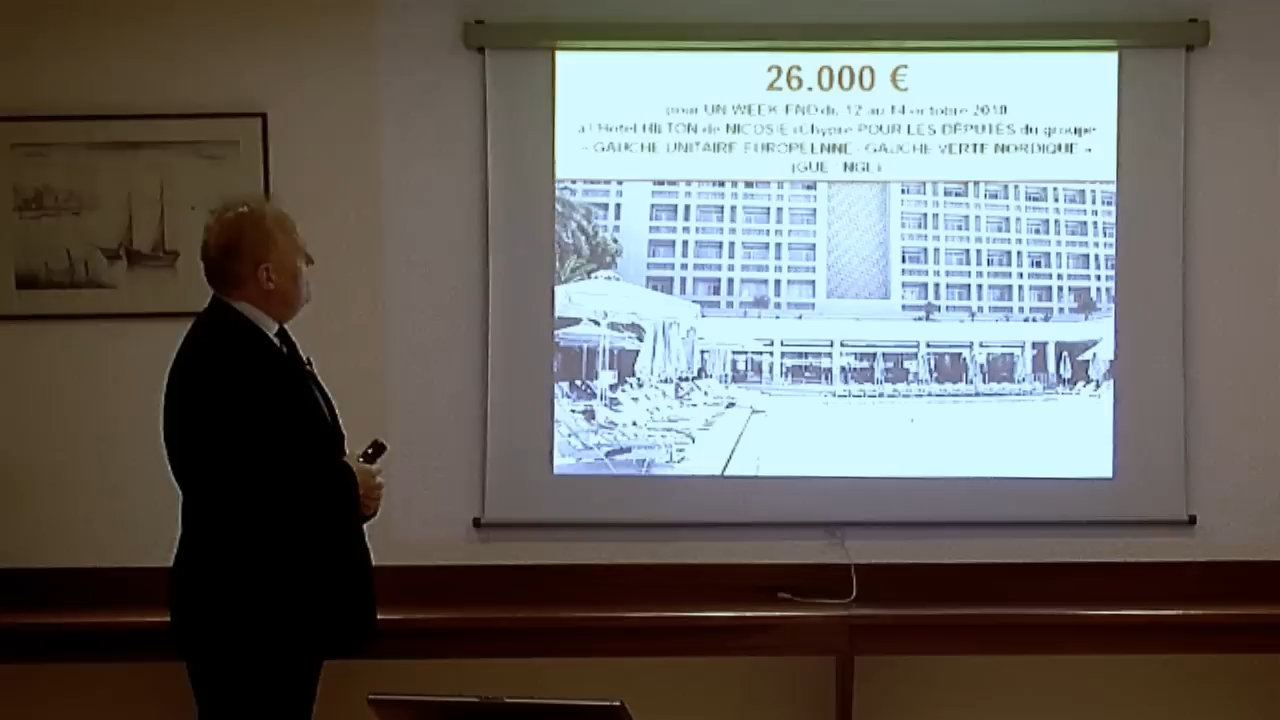 26.000 €
pour UN WEEK-END du 12 au 14 octobre 2010
à l'Hotel HILTON de NICOSIE (Chypre POUR LES DÉPUTÉS du groupe
« GAUCHE UNITAIRE EUROPÉENNE - GAUCHE VERTE NORDIQUE »
(GUE NGL)